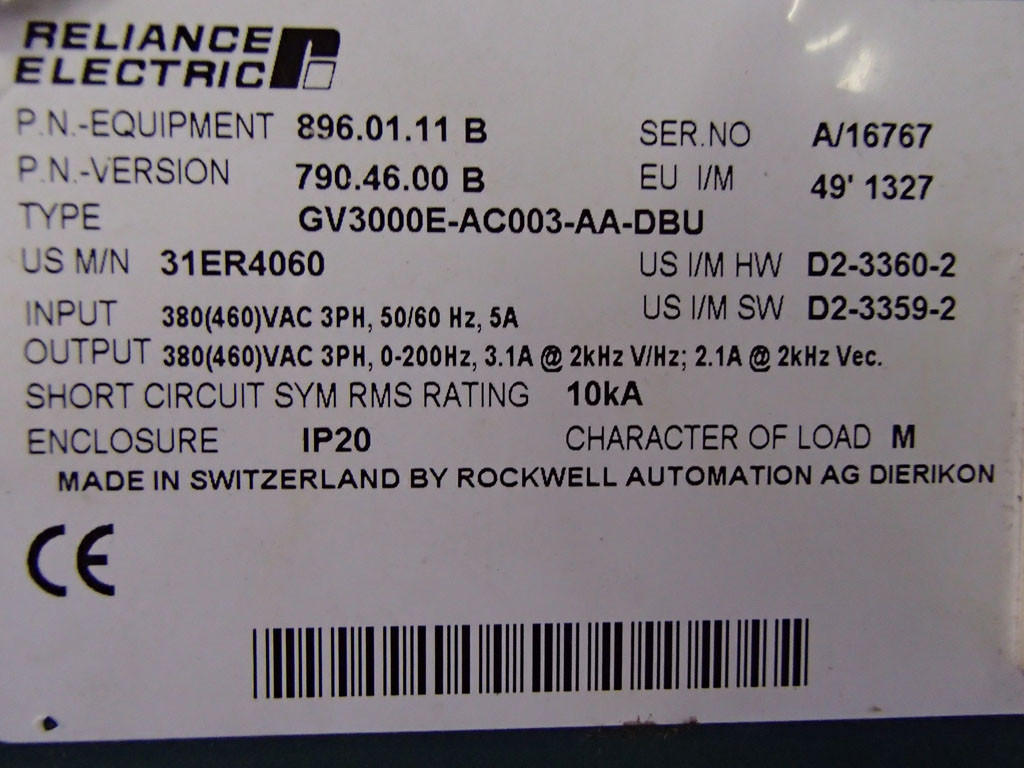 RELIANCE
ELECTRIC
P.N.-EQUIPMENT 896.01.11 B SER.NO A/16767
P.N.-VERSION 790.46.00 B EU I/M 49' 1327
TYPE GV3000E-AC003-AA-DBU
US M/N 31ER4060 US I/M HW D2-3360-2
US I/M SW D2-3359-2
INPUT 380(460)VAC 3PH, 50/60 Hz, 5A
OUTPUT 380(460)VAC 3PH, 0-200Hz, 3.1A @ 2kHz V/Hz; 2.1A @ 2kHz Vec.
SHORT CIRCUIT SYM RMS RATING 10kA
ENCLOSURE IP20 CHARACTER OF LOAD M
MADE IN SWITZERLAND BY ROCKWELL AUTOMATION AG DIERIKON
CE